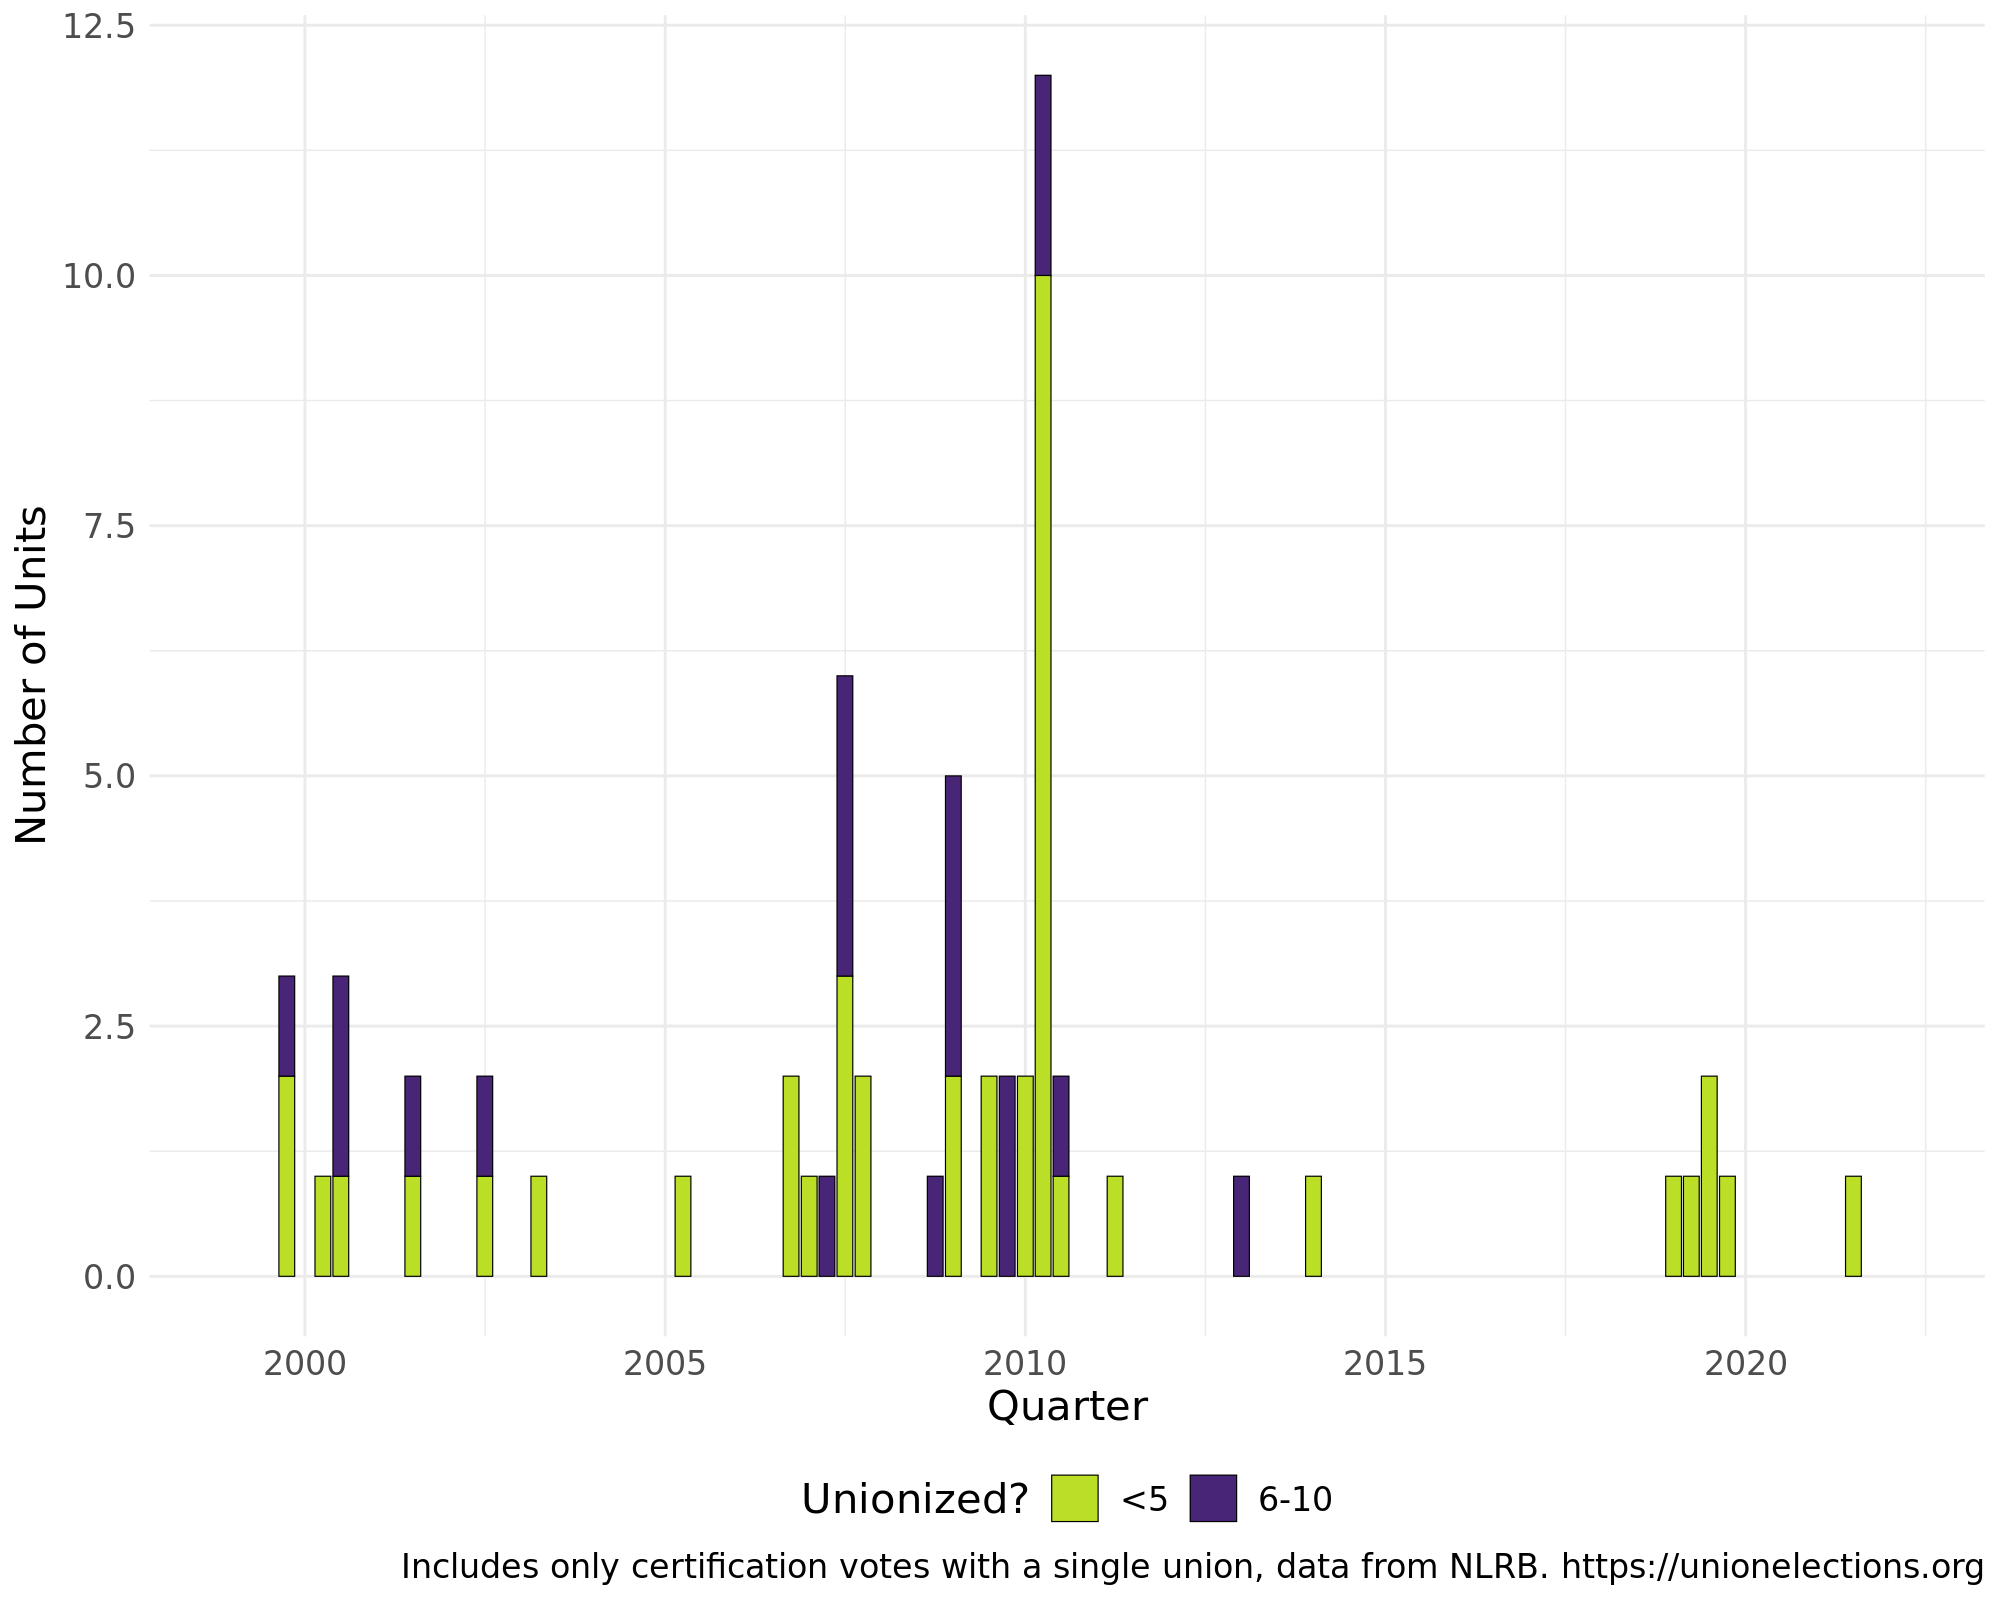 12.5
10.0
7.5
5.0
2.5
0.0
Number of Units
2000 2005 2010 2015 2020
Quarter
Unionized? <5 6-10
Includes only certification votes with a single union, data from NLRB. https://unionelections.org